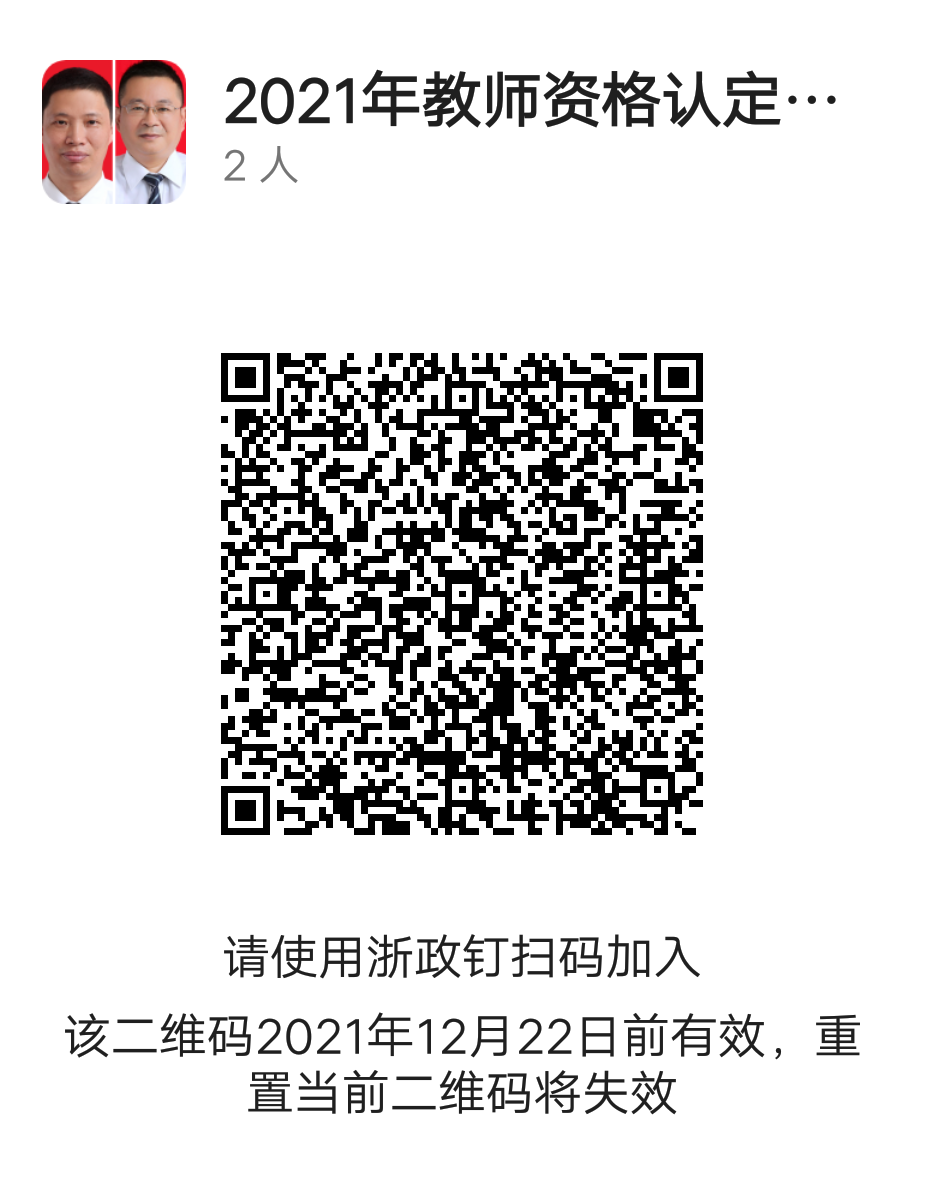 2021年教师资格认定…
2 人
请使用浙政钉扫码加入
该二维码2021年12月22日前有效，重
置当前二维码将失效